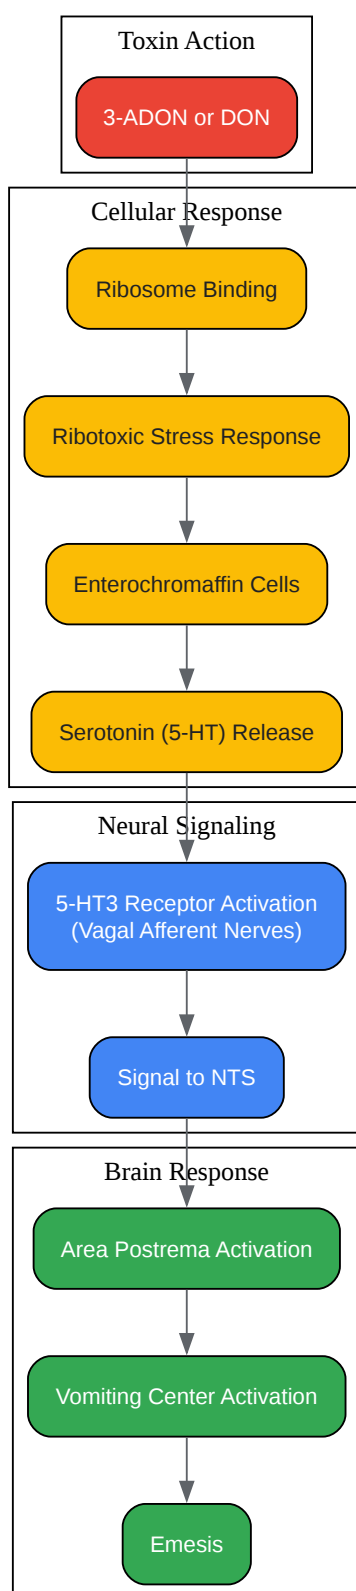 Toxin Action
3-ADON or DON
Cellular Response
Ribosome Binding
Ribotoxic Stress Response
Enterochromaffin Cells
Serotonin (5-HT) Release
Neural Signaling
5-HT3 Receptor Activation
(Vagal Afferent Nerves)
Signal to NTS
Brain Response
Area Postrema Activation
Vomiting Center Activation
Emesis